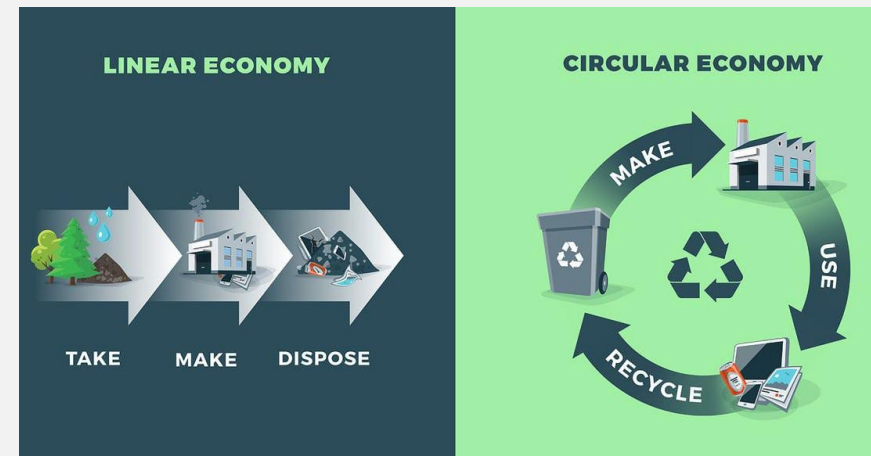 LINEAR ECONOMY
TAKE
MAKE
DISPOSE
CIRCULAR ECONOMY
MAKE
USE
RECYCLE